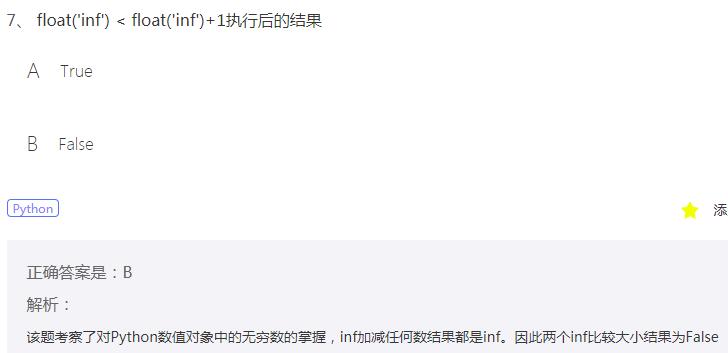 7、 float('inf') < float('inf')+1执行后的结果
A True
B False
Python
添
正确答案是：B
解析：
该题考察了对Python数值对象中的无穷数的掌握，inf加减任何数结果都是inf。因此两个inf比较大小结果为False